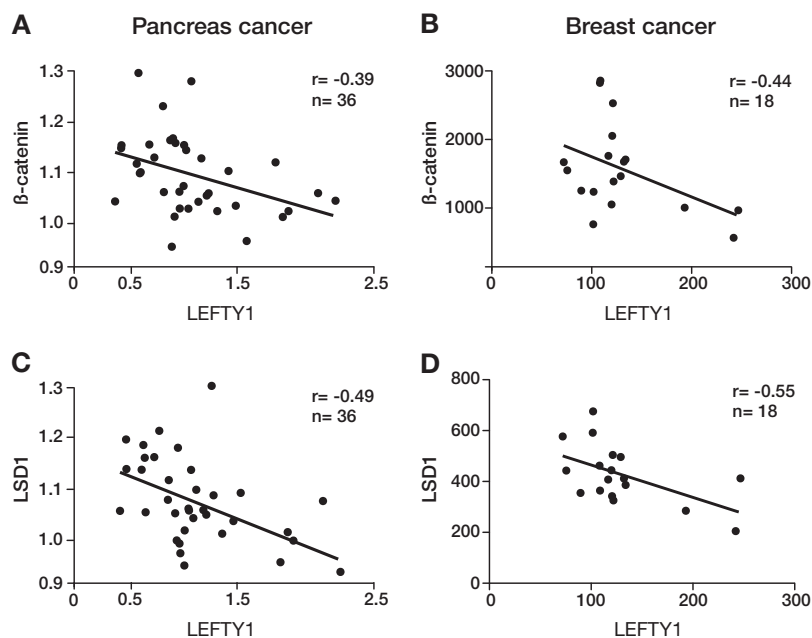 A Pancreas cancer
r= -0.39
n= 36
ß-catenin
1.3
1.2
1.1
1.0
0.9
0 0.5 1.5 2.5
LEFTY1
B Breast cancer
r= -0.44
n= 18
ß-catenin
3000
2000
1000
0 100 200 300
LEFTY1
C
r= -0.49
n= 36
LSD1
1.3
1.2
1.1
1.0
0.9
0 0.5 1.5 2.5
LEFTY1
D
r= -0.55
n= 18
LSD1
800
600
400
200
0
0 100 200 300
LEFTY1